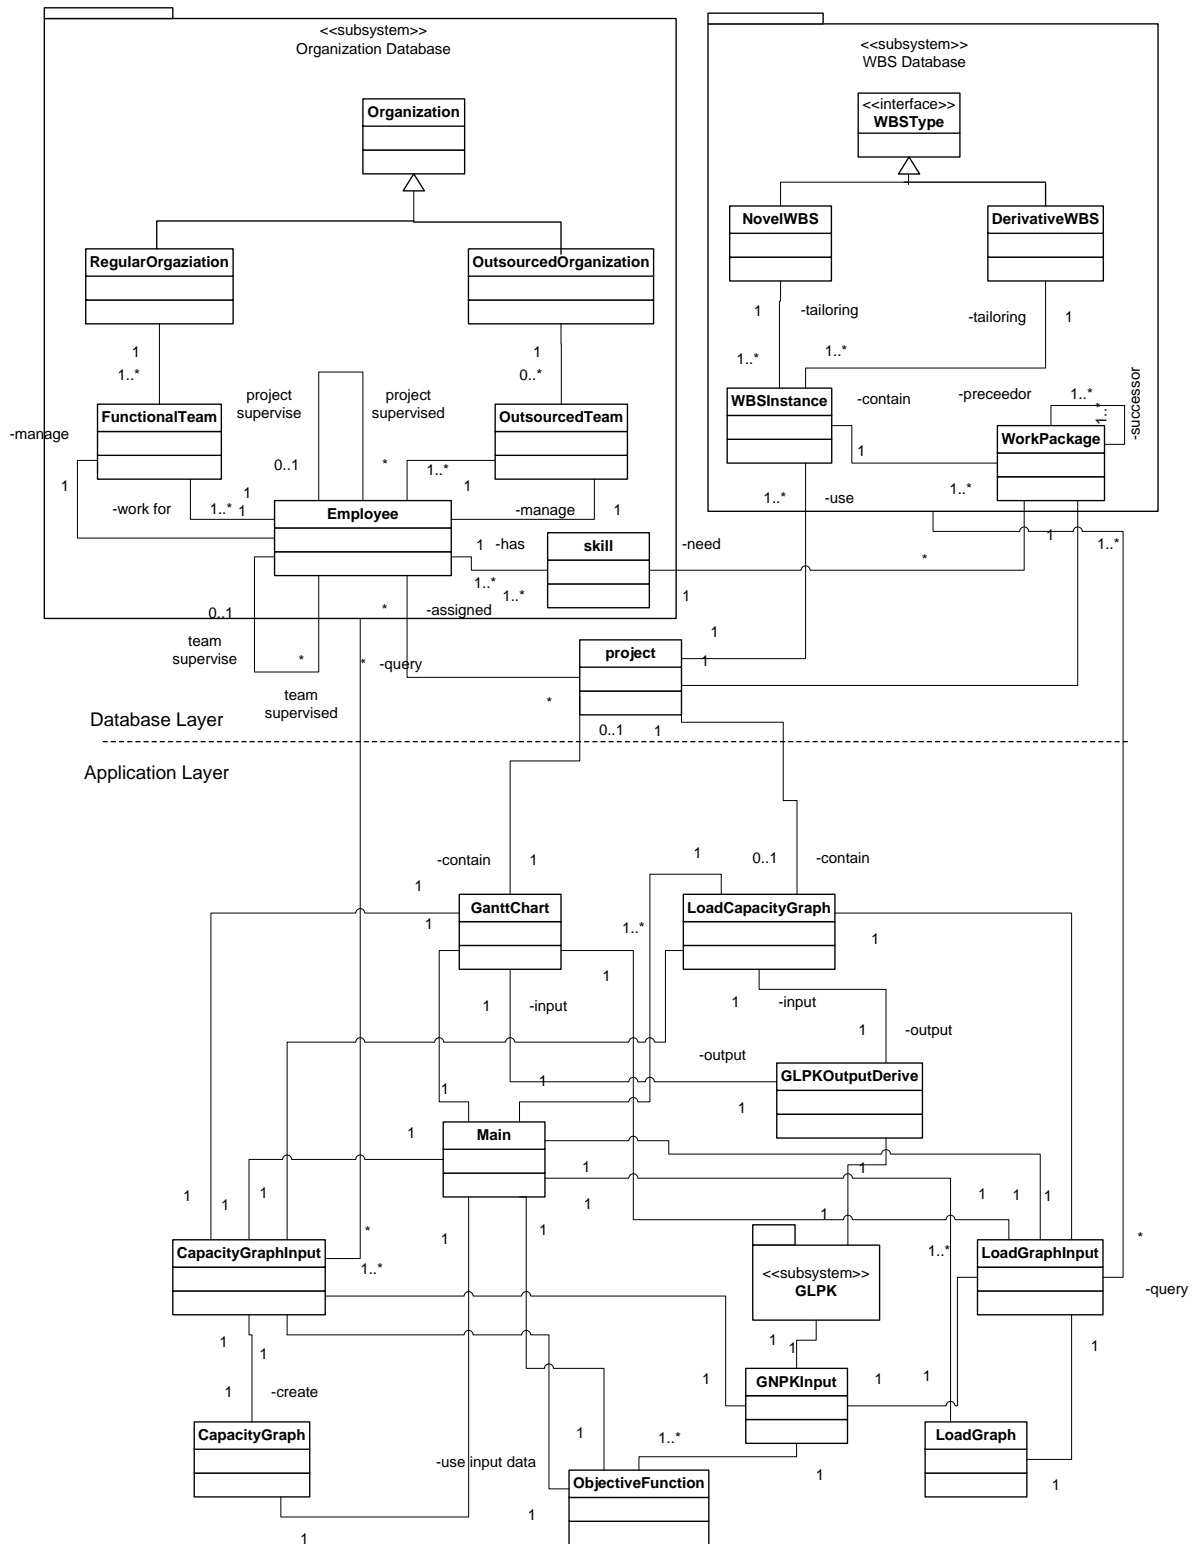 <<subsystem>>
Organization Database
<<subsystem>>
WBS Database
Organization
<<interface>>
WBSType
NovelWBS
DerivativeWBS
RegularOrgaziation
OutsourcedOrganization
1
-tailoring
-tailoring
1
1
1..*
1
0..*
1..*
1..*
project
supervise
project
supervised
WBSInstance
-contain
-preceedor
1..*
1..*
-successor
FunctionalTeam
OutsourcedTeam
-manage
WorkPackage
0..1
*
1..*
1
1
1
1
1..*
-use
1..*
-work for
1..*
1
Employee
-manage
1
1
-has
skill
-need
1
1..*
1..*
1..*
*
1
0..1
*
-assigned
team
supervise
*
*
-query
project
1
1
team
supervised
*
Database Layer
0..1
1
Application Layer
-contain
1
1
0..1
-contain
1
GanttChart
LoadCapacityGraph
1
1..*
1
1
1
-input
1
-input
1
-output
-output
GLPKOutputDerive
1
1
1
1
Main
1
1
1
1
1
1
1
1
1
1
1
1
CapacityGraphInput
*
1..*
<<subsystem>>
GLPK
1..*
LoadGraphInput
*
-query
1
1
1
1
1
GNPKInput
1
1
1
1
-create
CapacityGraph
1
1..*
LoadGraph
-use input data
ObjectiveFunction
1
1
1
1